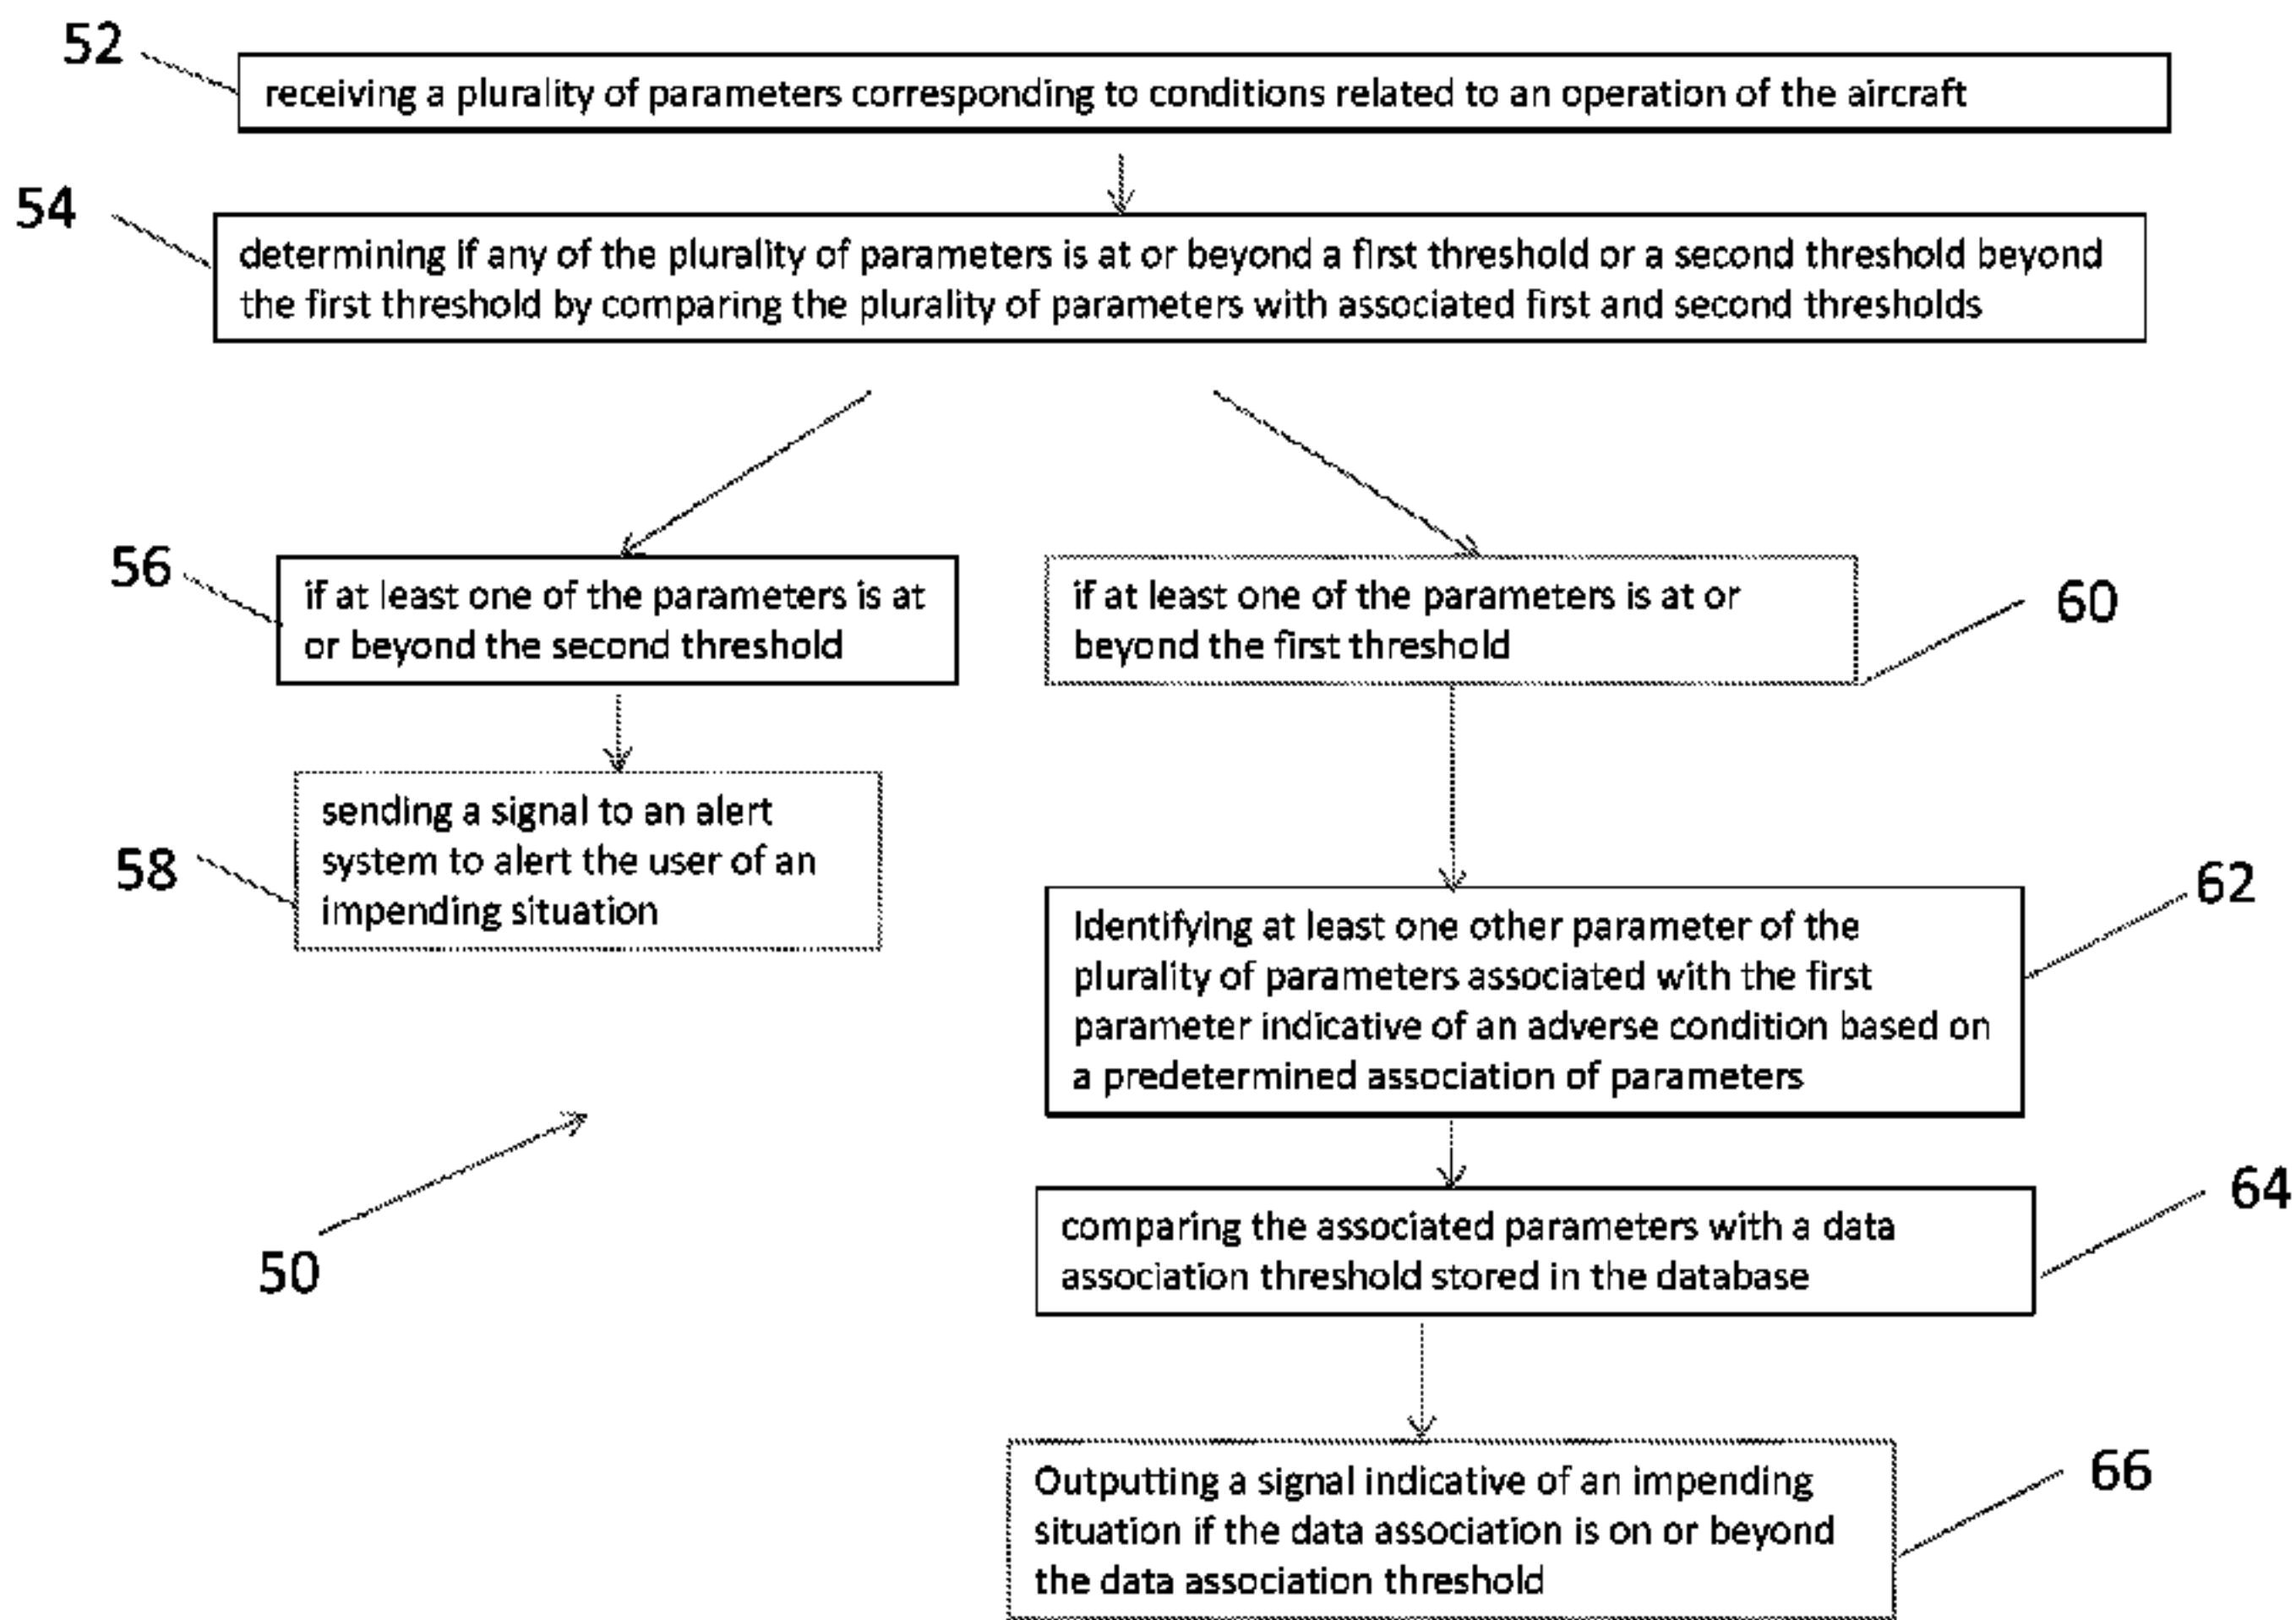 52
receiving a plurality of parameters corresponding to conditions related to an operation of the aircraft
54
determining if any of the plurality of parameters is at or beyond a first threshold or a second threshold beyond
the first threshold by comparing the plurality of parameters with associated first and second thresholds
56
if at least one of the parameters is at
or beyond the second threshold
if at least one of the parameters is at or
beyond the first threshold
60
58
sending a signal to an alert
system to alert the user of an
impending situation
62
Identifying at least one other parameter of the
plurality of parameters associated with the first
parameter indicative of an adverse condition based on
a predetermined association of parameters
50
64
comparing the associated parameters with a data
association threshold stored in the database
66
Outputting a signal indicative of an impending
situation if the data association is on or beyond
the data association threshold